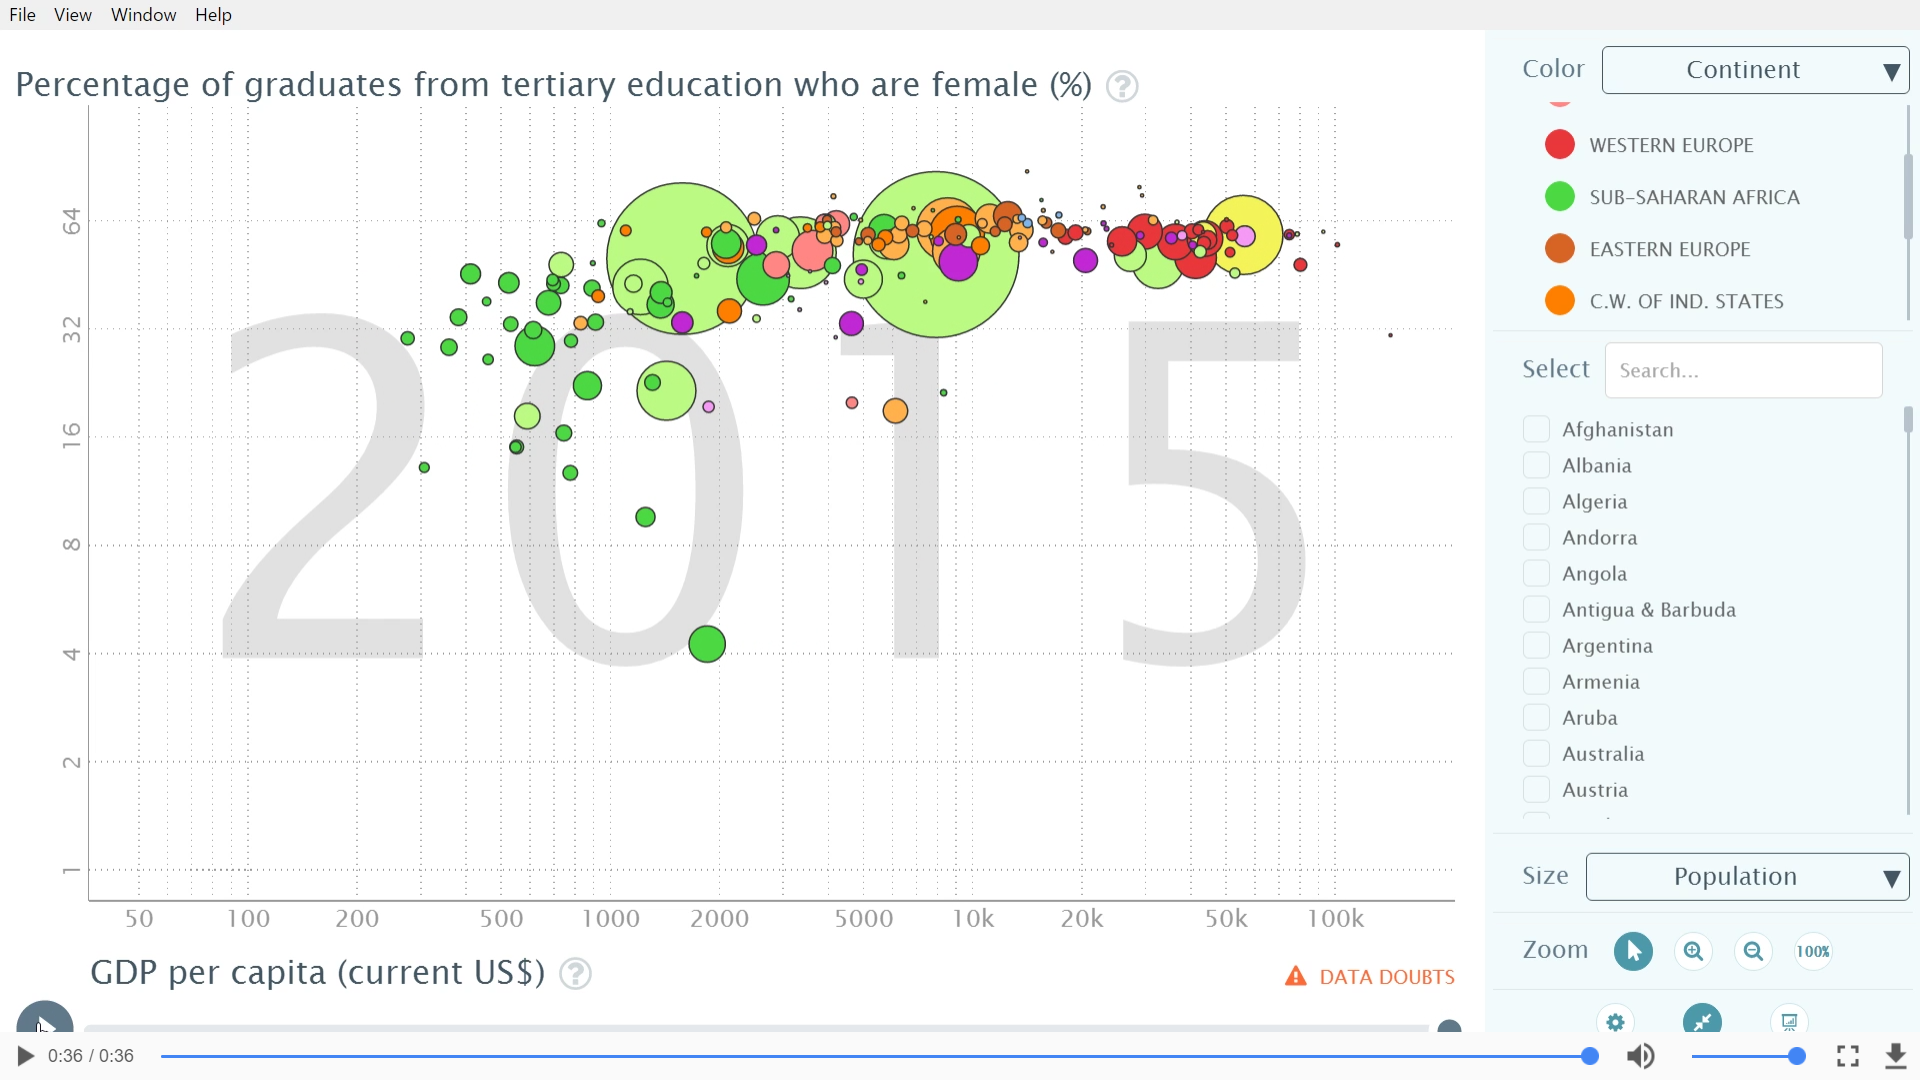 File View Window Help
Percentage of graduates from tertiary education who are female (%) ?
Color Continent ▼
WESTERN EUROPE
SUB-SAHARAN AFRICA
EASTERN EUROPE
C.W. OF IND. STATES
Select Search...
Afghanistan
Albania
Algeria
Andorra
Angola
Antigua & Barbuda
Argentina
Armenia
Aruba
Australia
Austria
Size Population ▼
Zoom 100%
64
32
16
8
4
2
1
2015
50 100 200 500 1000 2000 5000 10k 20k 50k 100k
GDP per capita (current US$) ?
DATA DOUBTS
0:36 / 0:36